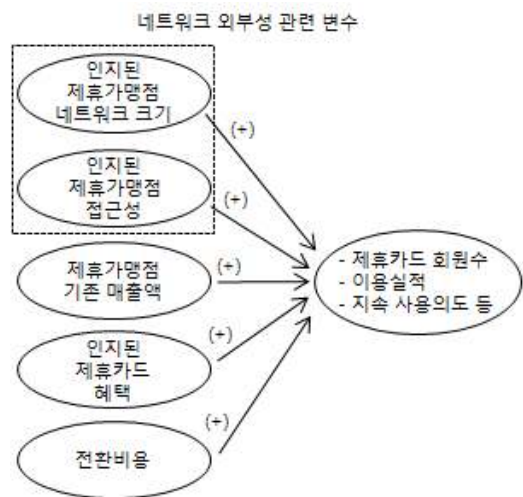 네트워크 외부성 관련 변수
인지된
제휴가맹점
네트워크 크기
(+)
인지된
제휴가맹점
접근성
(+)
제휴가맹점
기존 매출액
(+)
- 제휴카드 회원수
- 이용실적
- 지속 사용의도 등
인지된
제휴카드
혜택
(+)
전환비용
(+)